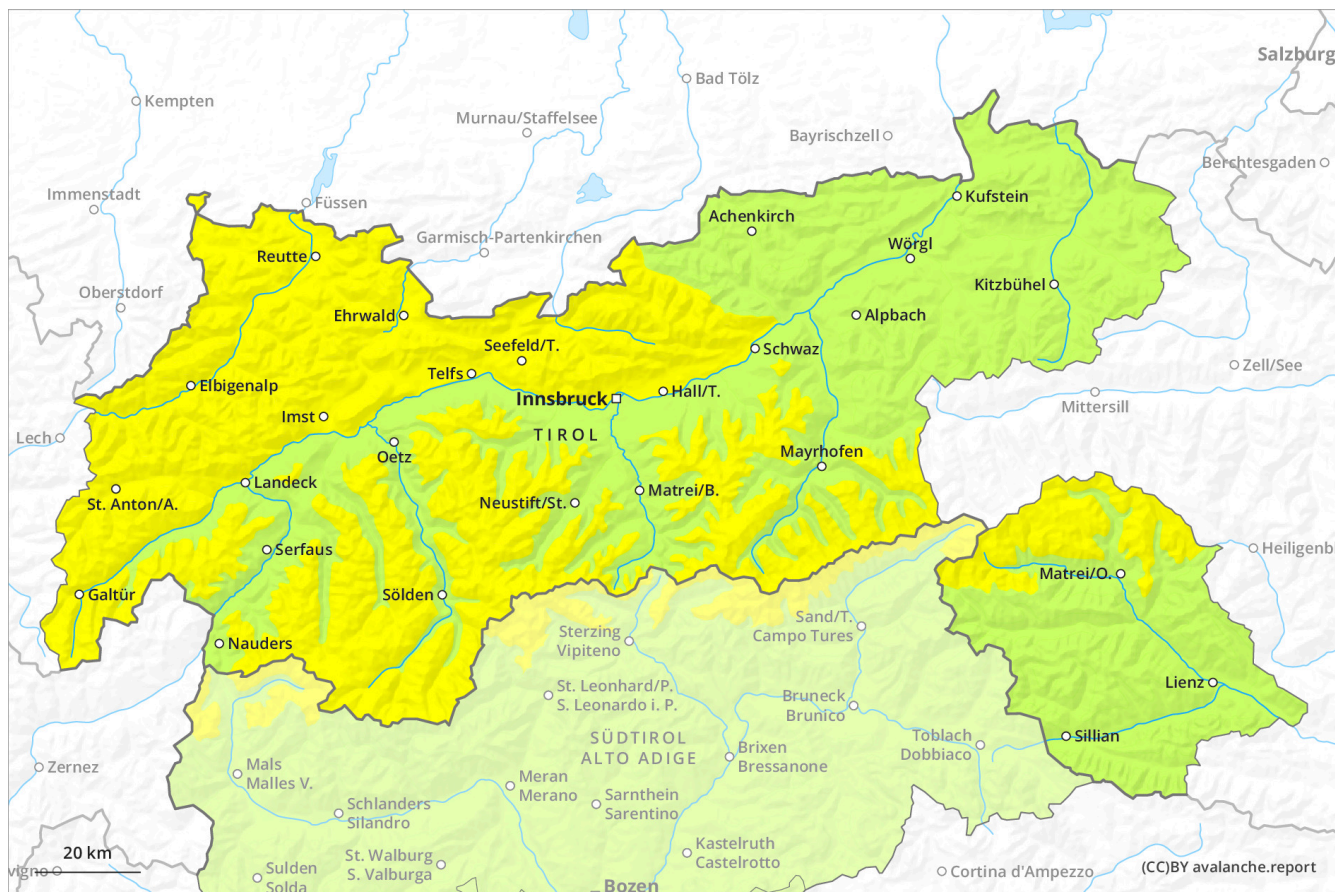 Salzburg
Bad Tölz
Kempten
Murnau/Staffelsee
Bayrischzell
Berchtesgaden
Immenstadt
Füssen
Kufstein
Achenkirch
Garmisch-Partenkirchen
Wörgl
Reutte
Kitzbühel
Oberstdorf
Ehrwald
Alpbach
Seefeld/T.
Schwaz
Zell/See
Telfs
Elbigenalp
Innsbruck
Hall/T.
Mittersill
Imst
TIROL
Lech
Mayrhofen
Oetz
Landeck
St. Anton/A.
Neustift/St.
Matrei/B.
Serfaus
Heiligenb
Matrei/O.
Galtür
Sölden
Sand/T.
Campo Tures
Sterzing
Vipiteno
Nauders
Lienz
St. Leonhard/P.
S. Leonardo i. P.
Bruneck
Brunico
SÜDTIROL
ALTO ADIGE
Toblach
Dobbiaco
Sillian
Brixen
Bressanone
Zernez
Mals
Malles V.
Meran
Merano
Schlanders
Silandro
Sarnthein
Sarentino
Kastelruth
Castelrotto
20 km
St. Walburg
S. Valburga
vigno
Sulden
Solda
Cortina d'Ampezzo
(CC)BY avalanche.report
Bozen